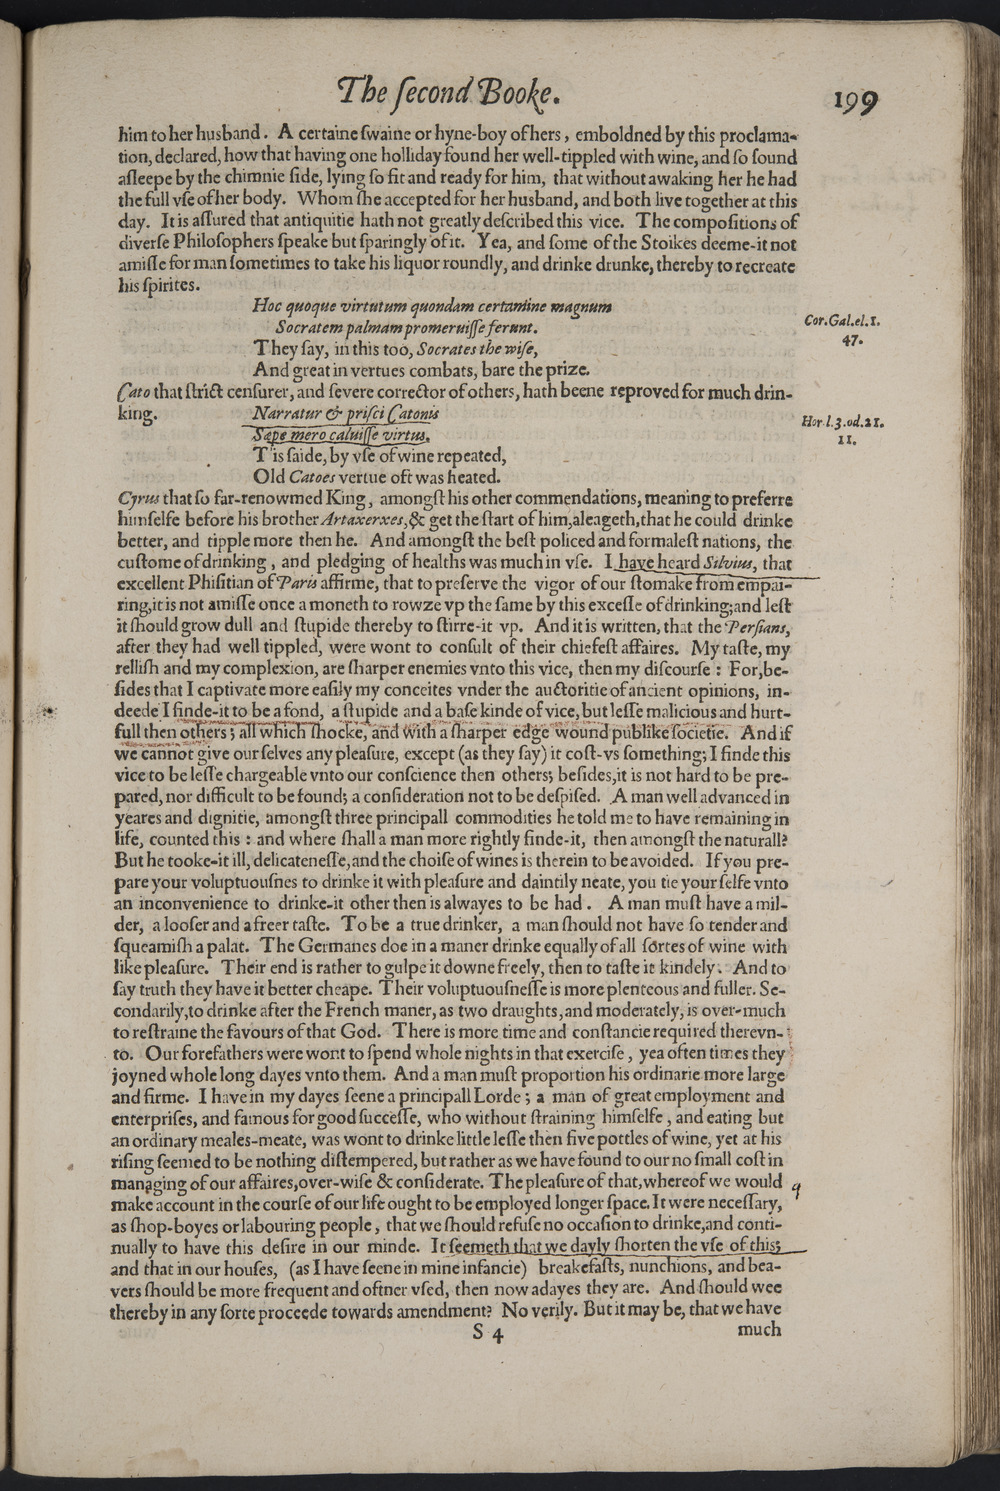 The ſecond Booke.
199
him to her husband. A certaine ſwaine or hyne-boy of hers, emboldned by this proclama-
tion, declared, how that having one holliday found her well-tippled with wine, and ſo ſound
aſleepe by the chimnie ſide, lying ſo fit and ready for him, that without awaking her he had
the full vſe of her body. Whom ſhe accepted for her husband, and both live together at this
day. It is aſſured that antiquitie hath not greatly deſcribed this vice. The compoſitions of
diverſe Philoſophers ſpeake but ſparingly of it. Yea, and ſome of the Stoikes deeme-it not
amiſſe for man ſometimes to take his liquor roundly, and drinke drunke, thereby to recreate
his ſpirites.
Hoc quoque virtutum quondam certamine magnum
Socratem palmam promeruiſſe ferunt.
Cor. Gal. el. 1.
47.
They ſay, in this too, Socrates the wiſe,
And great in vertues combats, bare the prize.
Cato that ſtrict cenſurer, and ſevere corrector of others, hath beene reproved for much drin-
king. Narratur & priſci Catonis
Sæpe mero caluiſſe virtus.
Hor. l. 3. od. 21.
11.
T'is ſaide, by vſe of wine repeated,
Old Catoes vertue oft was heated.
Cyrus that ſo far-renowmed King, amongſt his other commendations, meaning to preferre
himſelfe before his brother Artaxerxes, & get the ſtart of him, aleageth, that he could drinke
better, and tipple more then he. And amongſt the beſt policed and formaleſt nations, the
cuſtome of drinking, and pledging of healths was much in vſe. I have heard Silvius, that
excellent Phiſitian of Paris affirme, that to preſerve the vigor of our ſtomake from empai-
ring, it is not amiſſe once a moneth to rowze vp the ſame by this exceſſe of drinking; and leſt
it ſhould grow dull and ſtupide thereby to ſtirre-it vp. And it is written, that the Perſians,
after they had well tippled, were wont to conſult of their chiefeſt affaires. My taſte, my
relliſh and my complexion, are ſharper enemies vnto this vice, then my diſcourſe : For, be-
ſides that I captivate more eaſily my conceites vnder the auctoritie of ancient opinions, in-
deede I finde-it to be a fond, a ſtupide and a baſe kinde of vice, but leſſe malicious and hurt-
full then others; all which ſhocke, and with a ſharper edge wound publike ſocietie. And if
we cannot give our ſelves any pleaſure, except (as they ſay) it coſt-vs ſomething; I finde this
vice to be leſſe chargeable vnto our conſcience then others; beſides, it is not hard to be pre-
pared, nor difficult to be found; a conſideration not to be deſpiſed. A man well advanced in
yeares and dignitie, amongſt three principall commodities he told me to have remaining in
life, counted this : and where ſhall a man more rightly finde-it, then amongſt the naturall?
But he tooke-it ill, delicateneſſe, and the choiſe of wines is therein to be avoided. If you pre-
pare your voluptuouſnes to drinke it with pleaſure and daintily neate, you tie your ſelfe vnto
an inconvenience to drinke-it other then is alwayes to be had. A man muſt have a mil-
der, a looſer and a freer taſte. To be a true drinker, a man ſhould not have ſo tender and
ſqueamiſh a palat. The Germanes doe in a maner drinke equally of all ſortes of wine with
like pleaſure. Their end is rather to gulpe it downe freely, then to taſte it kindely. And to
ſay truth they have it better cheape. Their voluptuouſneſſe is more plenteous and fuller. Se-
condarily, to drinke after the French maner, as two draughts, and moderately, is over-much
to reſtraine the favours of that God. There is more time and conſtancie required therevn-
to. Our forefathers were wont to ſpend whole nights in that exerciſe, yea often times they
joyned whole long dayes vnto them. And a man muſt proportion his ordinarie more large
and firme. I have in my dayes ſeene a principall Lorde; a man of great employment and
enterpriſes, and famous for good ſucceſſe, who without ſtraining himſelfe, and eating but
an ordinary meales-meate, was wont to drinke little leſſe then five pottles of wine, yet at his
riſing ſeemed to be nothing diſtempered, but rather as we have found to our no ſmall coſt in
managing of our affaires, over-wiſe & conſiderate. The pleaſure of that, whereof we would
make account in the courſe of our life ought to be employed longer ſpace. It were neceſſary,
as ſhop-boyes or labouring people, that we ſhould refuſe no occaſion to drinke, and conti-
nually to have this deſire in our minde. It ſeemeth that we dayly ſhorten the vſe of this;
and that in our houſes, (as I have ſeene in mine infancie) breakefaſts, nunchions, and bea-
vers ſhould be more frequent and oftner vſed, then now adayes they are. And ſhould wee
thereby in any ſorte proceede towards amendment? No verily. But it may be, that we have
S 4
much